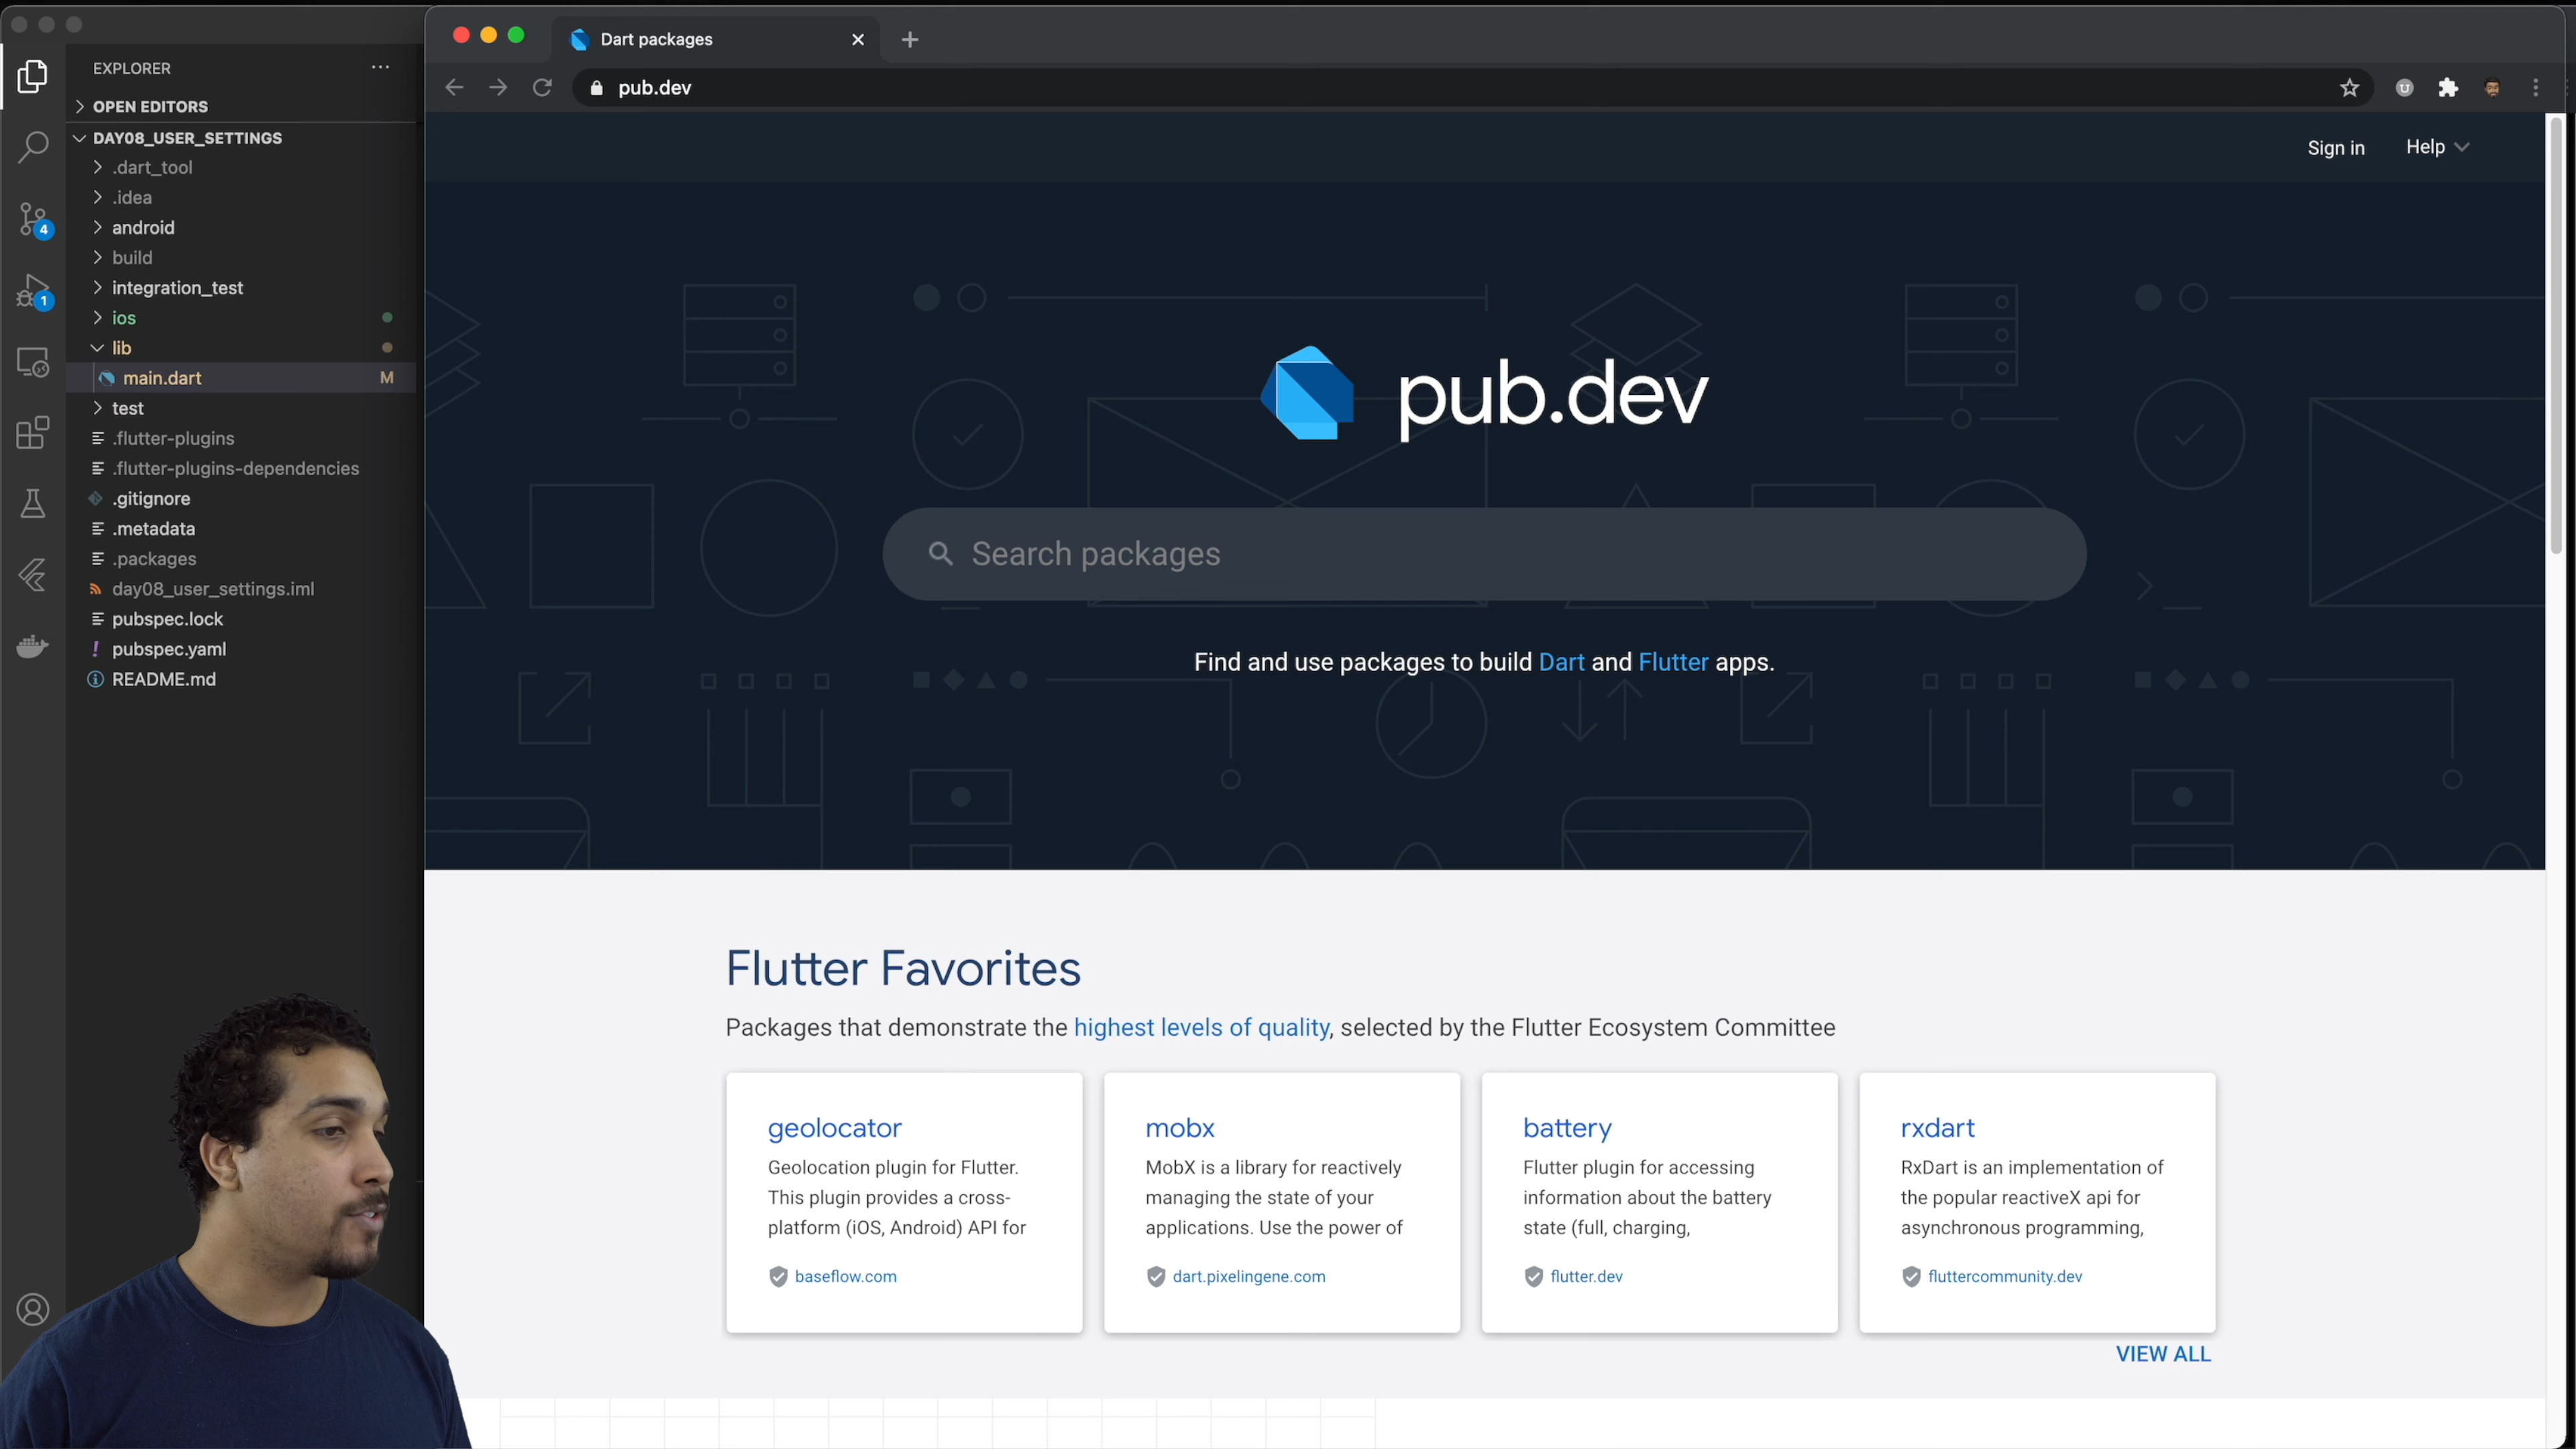 EXPLORER
OPEN EDITORS
DAY08_USER_SETTINGS
.dart_tool
.idea
android
build
integration_test
ios
lib
main.dart M
test
.flutter-plugins
.flutter-plugins-dependencies
.gitignore
.metadata
.packages
day08_user_settings.iml
pubspec.lock
pubspec.yaml
README.md
4
1
Dart packages
pub.dev
U
Sign in Help
pub.dev
Search packages
Find and use packages to build Dart and Flutter apps.
Flutter Favorites
Packages that demonstrate the highest levels of quality, selected by the Flutter Ecosystem Committee
geolocator
Geolocation plugin for Flutter.
This plugin provides a cross-
platform (iOS, Android) API for
baseflow.com
mobx
MobX is a library for reactively
managing the state of your
applications. Use the power of
dart.pixelingene.com
battery
Flutter plugin for accessing
information about the battery
state (full, charging,
flutter.dev
rxdart
RxDart is an implementation of
the popular reactiveX api for
asynchronous programming,
fluttercommunity.dev
VIEW ALL